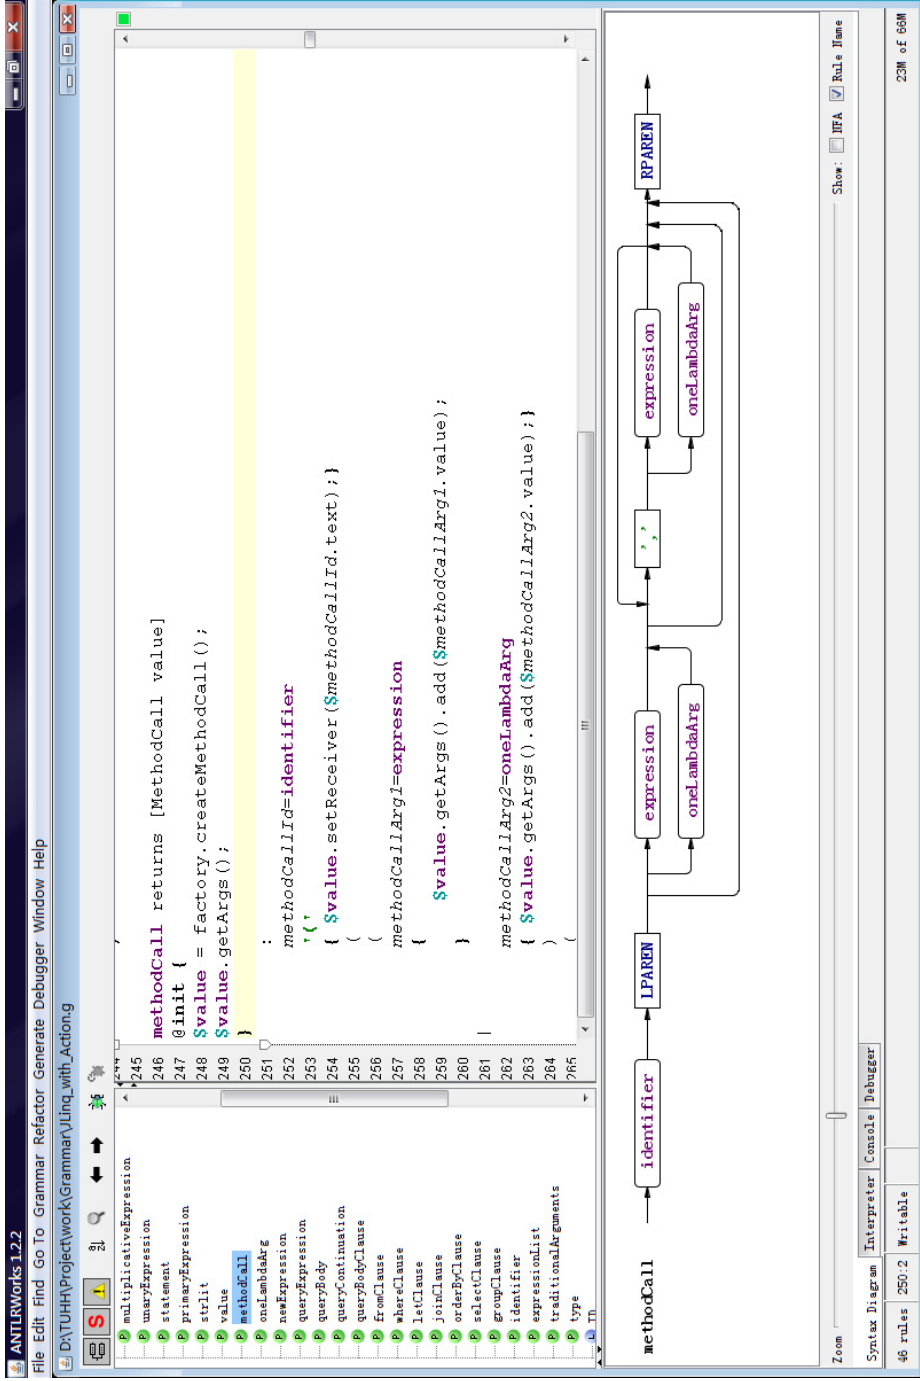 ANTLRWorks 1.2.2
File Edit Find Go To Grammar Refactor Generate Debugger Window Help
D:\TUHH\Project\work\Grammar\JLinq_with_Action.g
S
P multiplicativeExpression
P unaryExpression
P statement
P primaryExpression
P strlit
P value
P methodCall
P oneLambdaArg
P newExpression
P queryExpression
P queryBody
P queryContinuation
P queryBodyClause
P fromClause
P whereClause
P letClause
P joinClause
P orderByClause
P selectClause
P groupClause
P identifier
P expressionList
P traditionalArguments
P type
L ID
244
245
246 methodCall returns [MethodCall value]
247 @init {
248 $value = factory.createMethodCall();
249 $value.getArgs();
250 }
251 :
252 methodCallId=identifier
253 '('
254 { $value.setReceiver($methodCallId.text);}
255 (
256 (
257 methodCallArg1=expression
258 {
259 $value.getArgs().add($methodCallArg1.value);
260 }
261 |
262 methodCallArg2=oneLambdaArg
263 { $value.getArgs().add($methodCallArg2.value);}
264 )
265 (
methodCall
identifier
LPAREN
expression
oneLambdaArg
','
expression
oneLambdaArg
RPAREN
Zoom
Show: NFA Rule Name
Syntax Diagram Interpreter Console Debugger
46 rules 250:2 Writable 23M of 66M